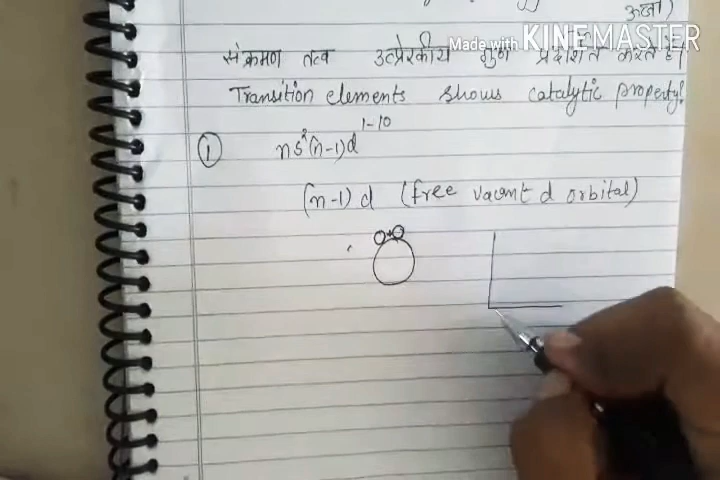 ऊर्जा)
Made with KINEMASTER
संक्रमण तत्व उत्प्रेरकीय गुण प्रदर्शित करते है।
Transition elements shows catalytic property!
① ns²(n-1)d¹⁻¹⁰
(n-1) d (free vacant d orbital)